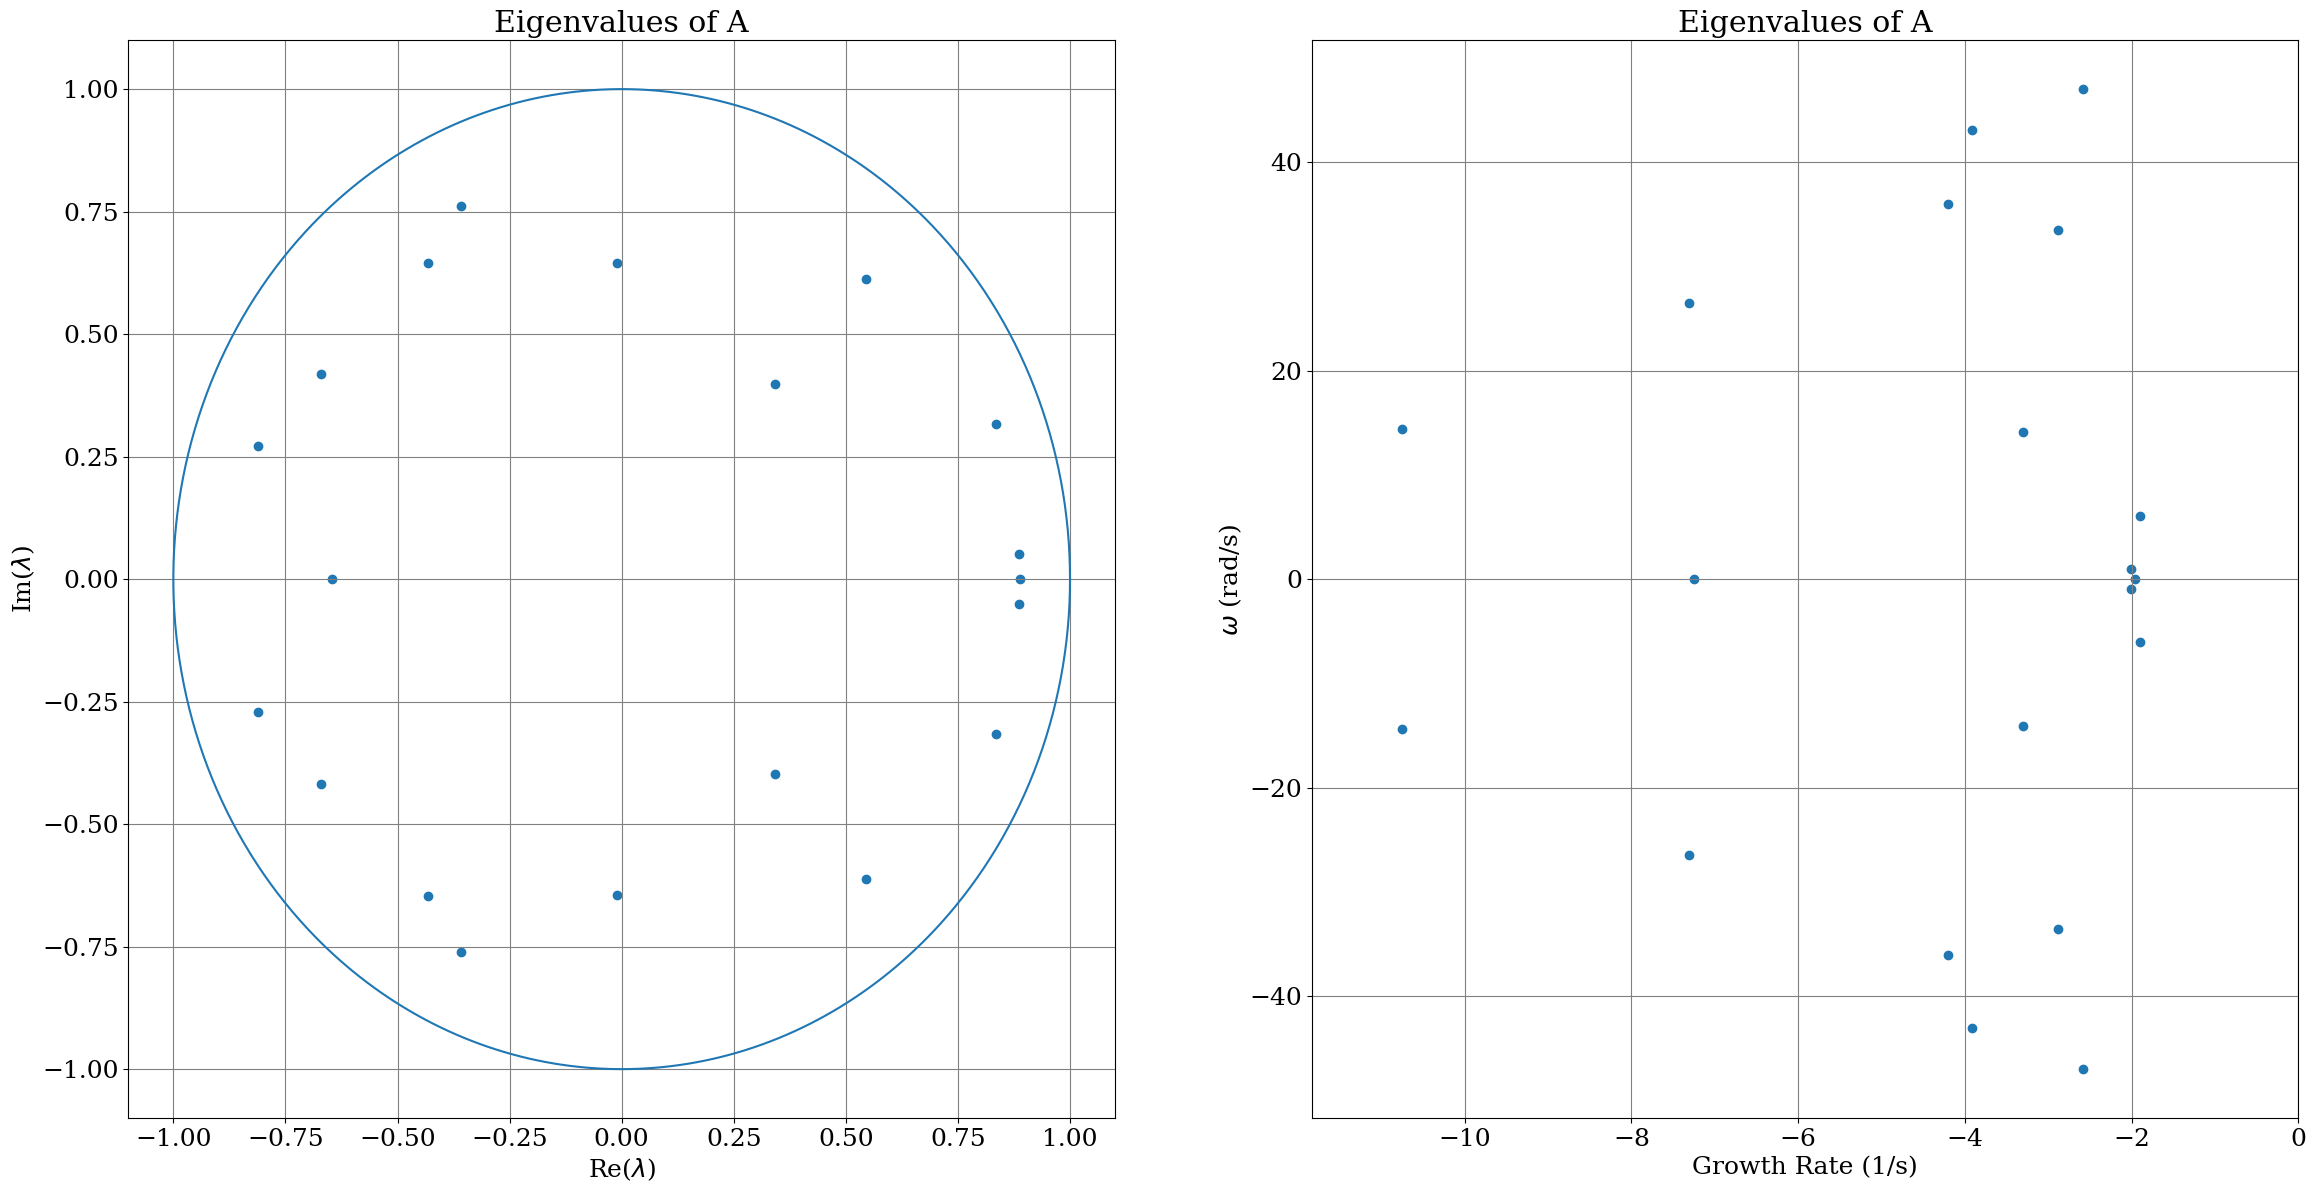 Eigenvalues of A
1.00
0.75
0.50
0.25
0.00
−0.25
−0.50
−0.75
−1.00
Im(λ)
−1.00 −0.75 −0.50 −0.25 0.00 0.25 0.50 0.75 1.00
Re(λ)
Eigenvalues of A
40
20
0
−20
−40
ω (rad/s)
−10 −8 −6 −4 −2 0
Growth Rate (1/s)